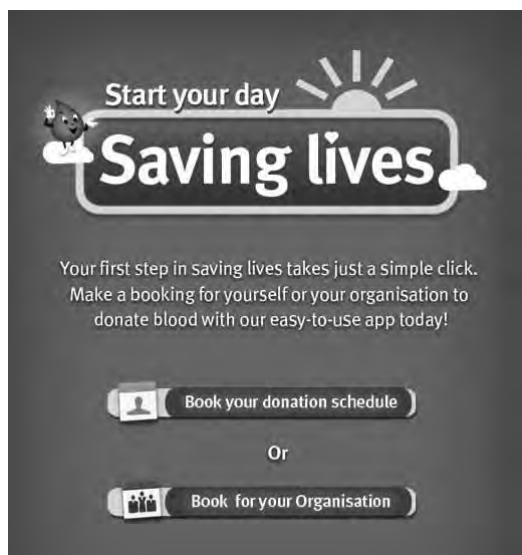 Start your day
Saving lives
Your first step in saving lives takes just a simple click.
Make a booking for yourself or your organisation to
donate blood with our easy-to-use app today!
Book your donation schedule
Or
Book for your Organisation